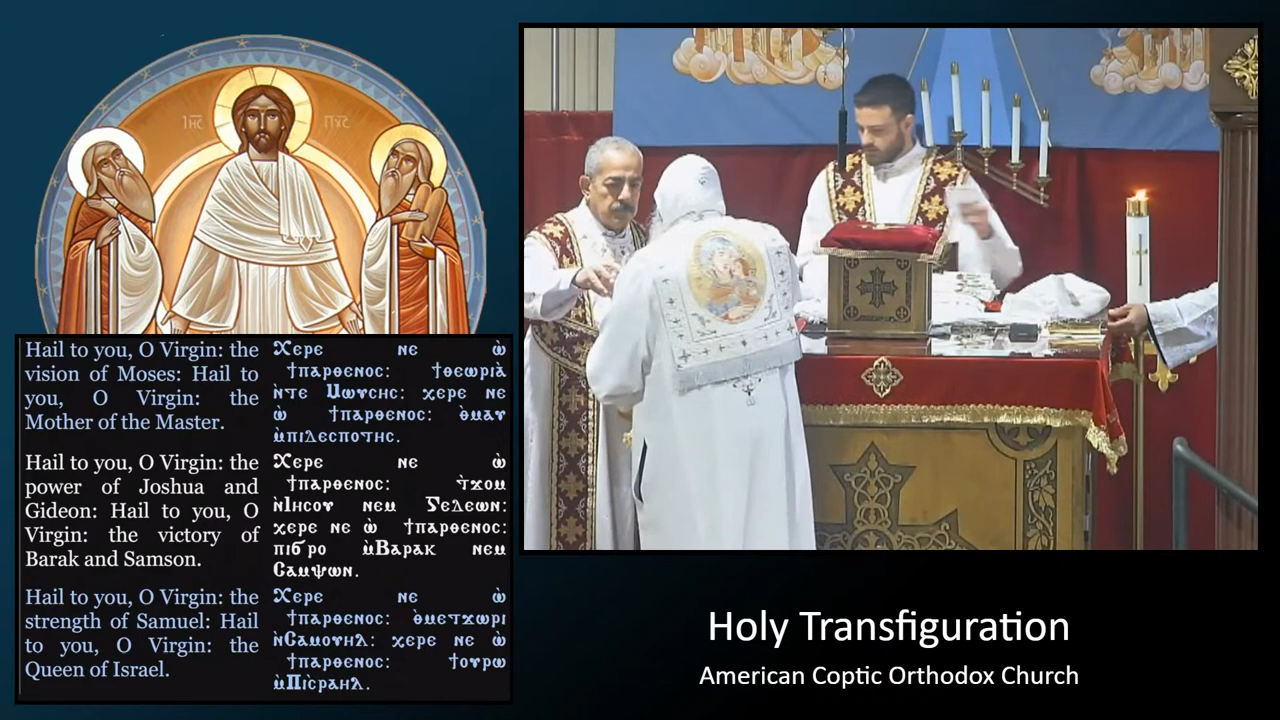 Hail to you, O Virgin: the
vision of Moses: Hail to
you, O Virgin: the
Mother of the Master.
Ⲭⲉⲣⲉ ⲛⲉ ⲱ̀
ϯⲡⲁⲣⲑⲉⲛⲟⲥ: ϯⲑⲉⲱⲣⲓⲁ̀
ⲛ̀ⲧⲉ Ⲙⲱⲩⲥⲏⲥ: ⲭⲉⲣⲉ ⲛⲉ
ⲱ̀ ϯⲡⲁⲣⲑⲉⲛⲟⲥ: ⲑ̀ⲙⲁⲩ
ⲙ̀ⲡⲓⲇⲉⲥⲡⲟⲧⲏⲥ.
Hail to you, O Virgin: the
power of Joshua and
Gideon: Hail to you, O
Virgin: the victory of
Barak and Samson.
Ⲭⲉⲣⲉ ⲛⲉ ⲱ̀
ϯⲡⲁⲣⲑⲉⲛⲟⲥ: ⲧ̀ϫⲟⲙ
ⲛ̀Ⲓⲏⲥⲟⲩ ⲛⲉⲙ Ⲅⲉⲇⲉⲱⲛ:
ⲭⲉⲣⲉ ⲛⲉ ⲱ̀ ϯⲡⲁⲣⲑⲉⲛⲟⲥ:
ⲡⲓϭⲣⲟ ⲙ̀Ⲃⲁⲣⲁⲕ ⲛⲉⲙ
Ⲥⲁⲙⲯⲱⲛ.
Hail to you, O Virgin: the
strength of Samuel: Hail
to you, O Virgin: the
Queen of Israel.
Ⲭⲉⲣⲉ ⲛⲉ ⲱ̀
ϯⲡⲁⲣⲑⲉⲛⲟⲥ: ⲑ̀ⲙⲉⲧϫⲱⲣⲓ
ⲛ̀Ⲥⲁⲙⲟⲩⲏⲗ: ⲭⲉⲣⲉ ⲛⲉ ⲱ̀
ϯⲡⲁⲣⲑⲉⲛⲟⲥ: ϯⲟⲩⲣⲱ
ⲙ̀Ⲡⲓⲥ̀ⲣⲁⲏⲗ.
Holy Transfiguration
American Coptic Orthodox Church